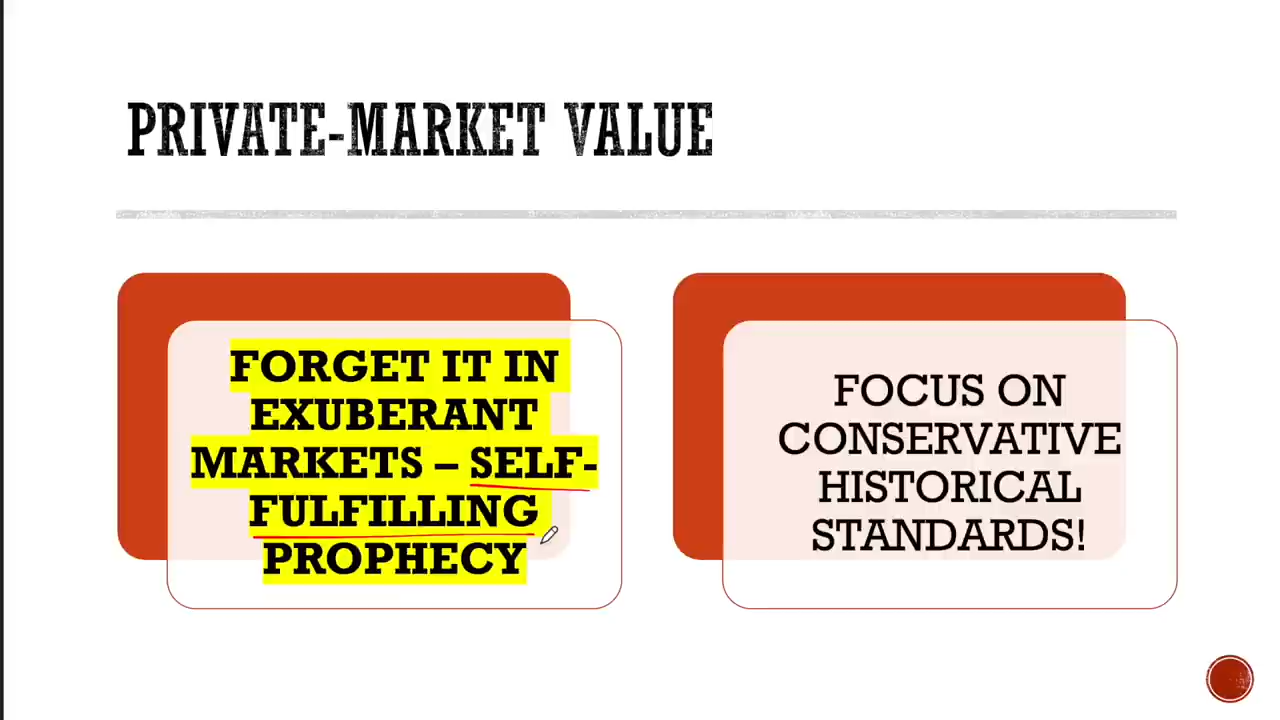 PRIVATE-MARKET VALUE
FORGET IT IN
EXUBERANT
MARKETS – SELF-
FULFILLING
PROPHECY
FOCUS ON
CONSERVATIVE
HISTORICAL
STANDARDS!